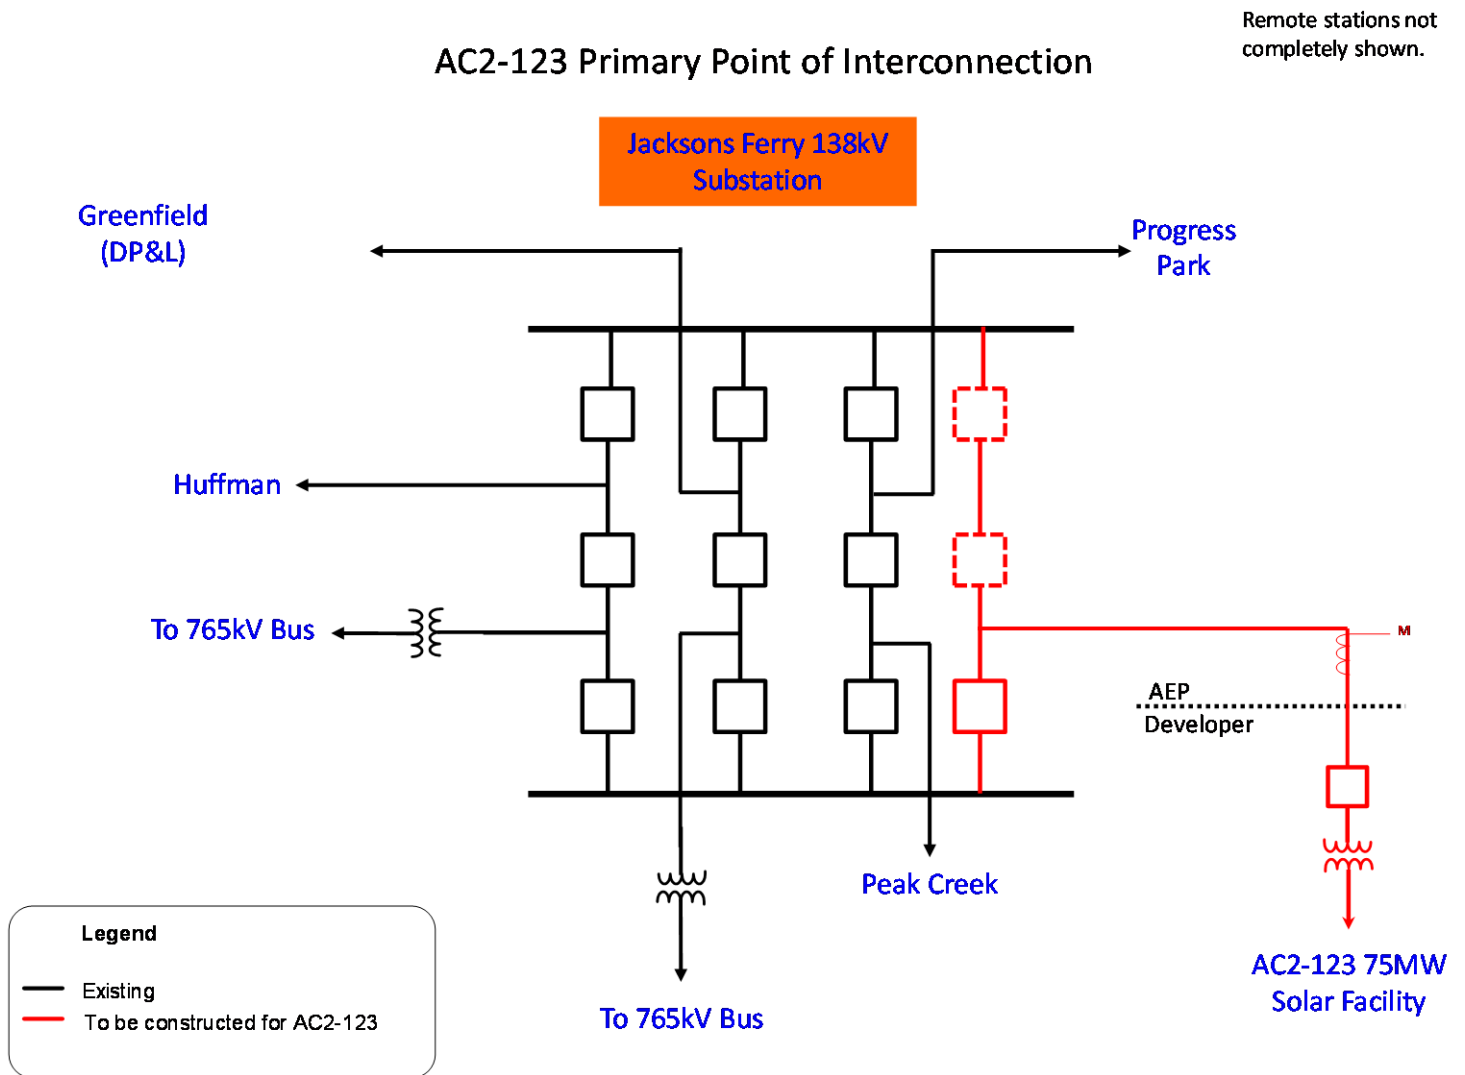 Remote stations not
completely shown.
AC2-123 Primary Point of Interconnection
Jacksons Ferry 138kV
Substation
Greenfield
(DP&L)
Progress
Park
Huffman
To 765kV Bus
M
AEP
Developer
Peak Creek
Legend
Existing
To be constructed for AC2-123
To 765kV Bus
AC2-123 75MW
Solar Facility